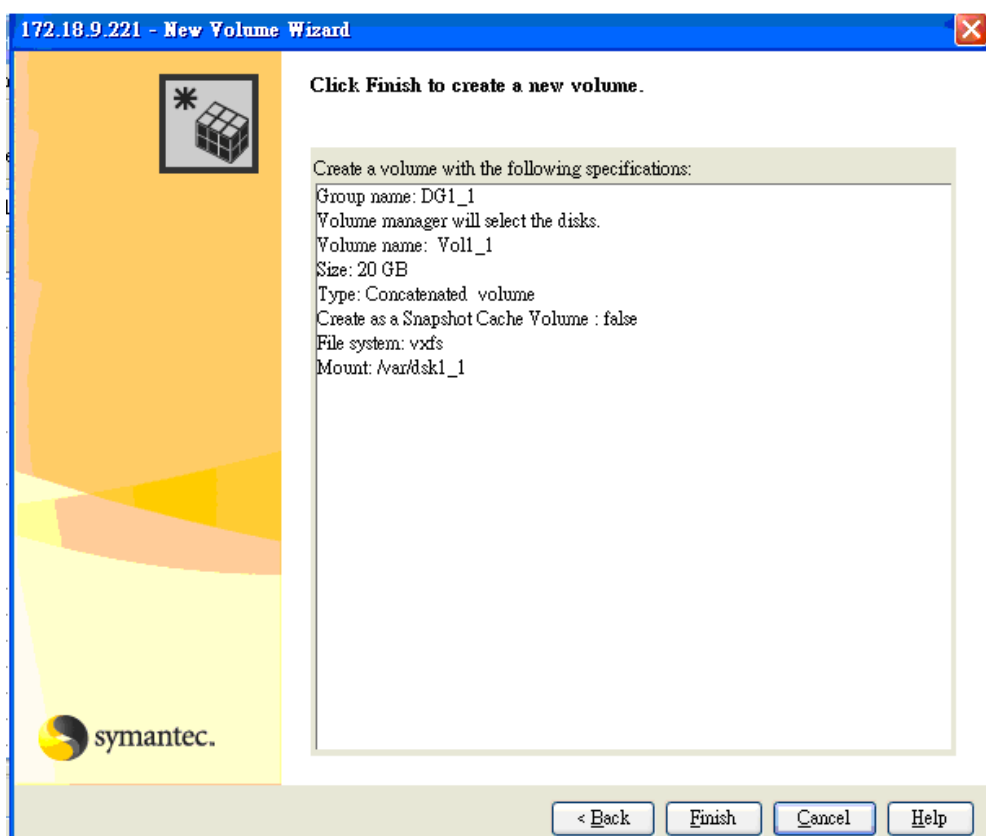 172.18.9.221 - New Volume Wizard
Click Finish to create a new volume.
Create a volume with the following specifications:
Group name: DG1_1
Volume manager will select the disks.
Volume name:  Vol1_1
Size: 20 GB
Type: Concatenated  volume
Create as a Snapshot Cache Volume : false
File system: vxfs
Mount: /var/dsk1_1
symantec.
< Back
Finish
Cancel
Help